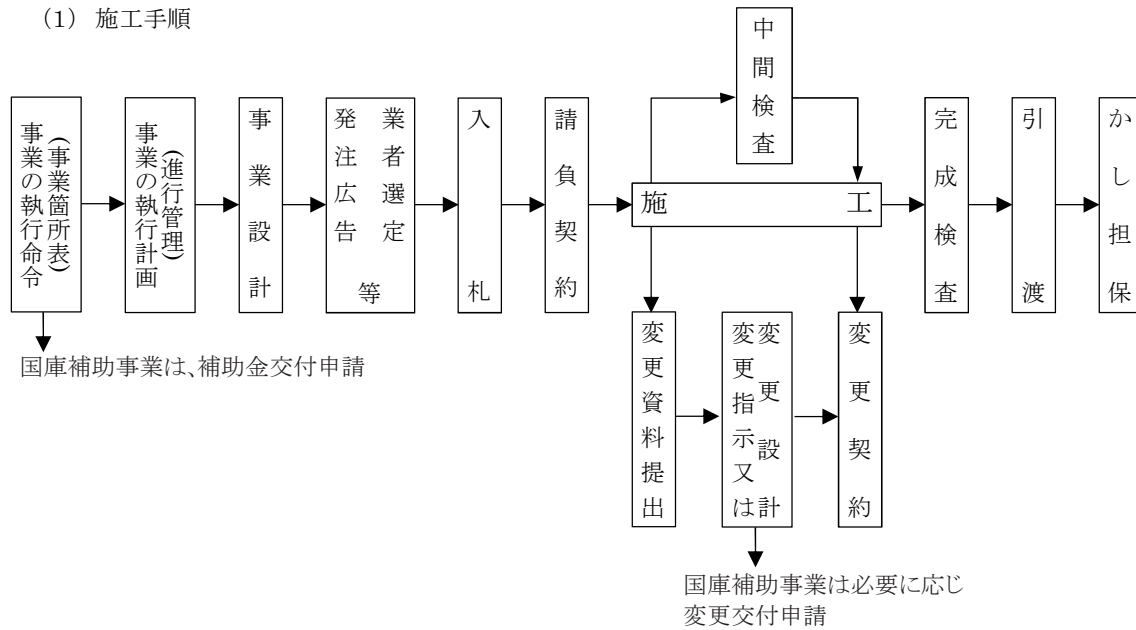 (1) 施工手順
中間検査
事業の執行命令
(事業箇所表)
事業の執行計画
(進行管理)
事業設計
発注広告
業者選定
等
入札
請負契約
施工
完成検査
引渡
かし担保
国庫補助事業は、補助金交付申請
変更資料提出
変更指示又は
変更設計
変更契約
国庫補助事業は必要に応じ
変更交付申請